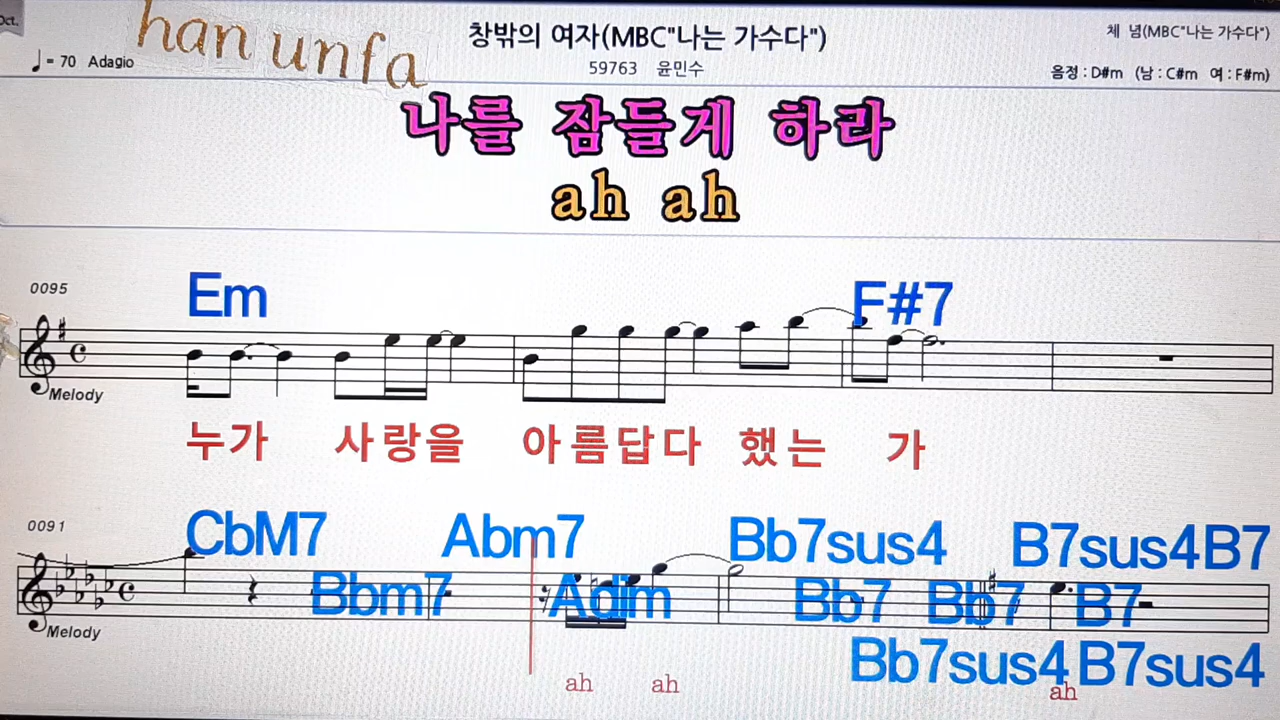 Oct.
han unfa
창밖의 여자(MBC"나는 가수다")
체 념(MBC"나는 가수다")
♩= 70 Adagio
59763 윤민수
음정 : D#m (남 : C#m 여 : F#m)
나를 잠들게 하라
ah ah
0095
Em F#7
Melody
누가 사랑을 아름답다 했는 가
0091
CbM7 Abm7 Bb7sus4 B7sus4 B7
Bbm7 Adim Bb7 Bb7 B7
Melody
Bb7sus4 B7sus4
ah ah ah